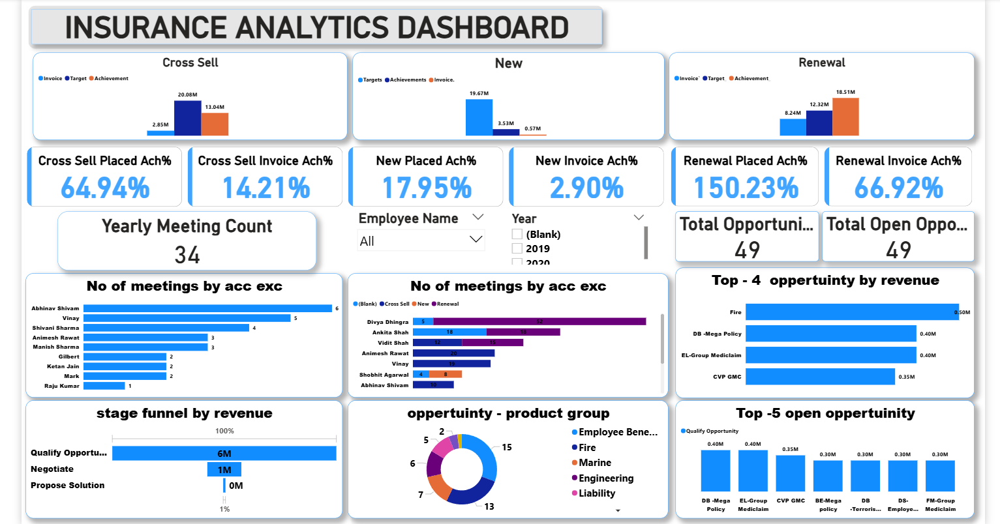 INSURANCE ANALYTICS DASHBOARD
Cross Sell
Invoice Target Achievement
20.08M
13.04M
2.85M
New
Targets Achievements Invoice.
19.67M
3.53M
0.57M
Renewal
Invoice` Target Achievement
18.51M
12.32M
8.24M
Cross Sell Placed Ach%
64.94%
Cross Sell Invoice Ach%
14.21%
New Placed Ach%
17.95%
New Invoice Ach%
2.90%
Renewal Placed Ach%
150.23%
Renewal Invoice Ach%
66.92%
Yearly Meeting Count
34
Employee Name
All
Year
(Blank)
2019
2020
Total Opportuni...
49
Total Open Oppo...
49
No of meetings by acc exc
Abhinav Shivam 6
Vinay 5
Shivani Sharma 4
Animesh Rawat 3
Manish Sharma 3
Gilbert 2
Ketan Jain 2
Mark 2
Raju Kumar 1
No of meetings by acc exc
(Blank) Cross Sell New Renewal
Divya Dhingra 5 52
Ankita Shah 18 18
Vidit Shah 12 15
Animesh Rawat 20
Vinay 19
Shobhit Agarwal 4 8
Abhinav Shivam 10
Top - 4 oppertuinty by revenue
Fire 0.50M
DB -Mega Policy 0.40M
EL-Group Mediclaim 0.40M
CVP GMC 0.35M
stage funnel by revenue
100%
Qualify Opportu... 6M
Negotiate 1M
Propose Solution 0M
1%
oppertuinty - product group
2
5
6
7
15
13
Employee Bene...
Fire
Marine
Engineering
Liability
Top -5 open oppertuinity
Qualify Opportunity
0.40M 0.40M 0.35M 0.30M 0.30M 0.30M 0.30M
DB -Mega EL-Group CVP GMC BE-Mega DB DS- FM-Group
Policy Mediclaim policy -Terroris... Employe... Mediclaim